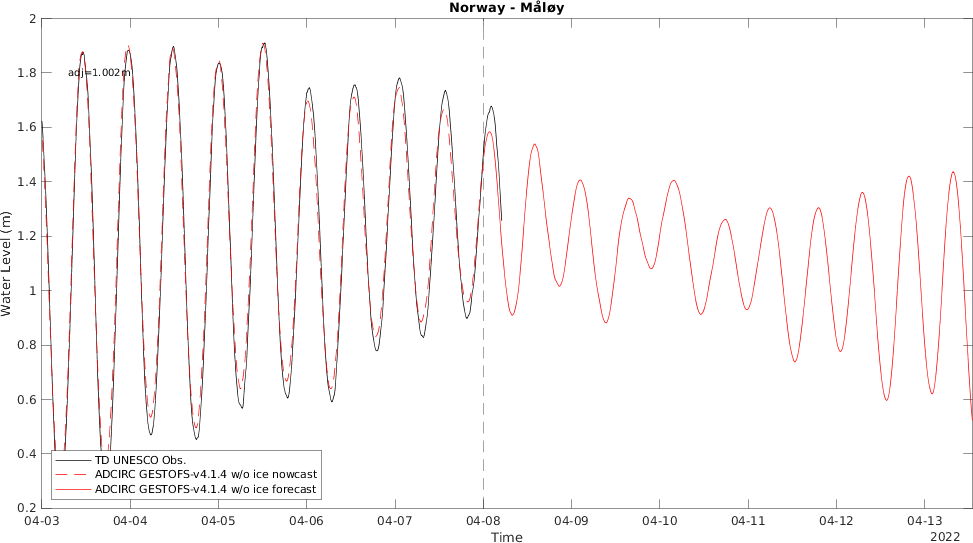 Norway - Måløy
2
1.8
adj=1.002m
1.6
1.4
1.2
Water Level (m)
1
0.8
0.6
0.4
TD UNESCO Obs.
ADCIRC GESTOFS-v4.1.4 w/o ice nowcast
ADCIRC GESTOFS-v4.1.4 w/o ice forecast
0.2
04-03 04-04 04-05 04-06 04-07 04-08 04-09 04-10 04-11 04-12 04-13
Time 2022